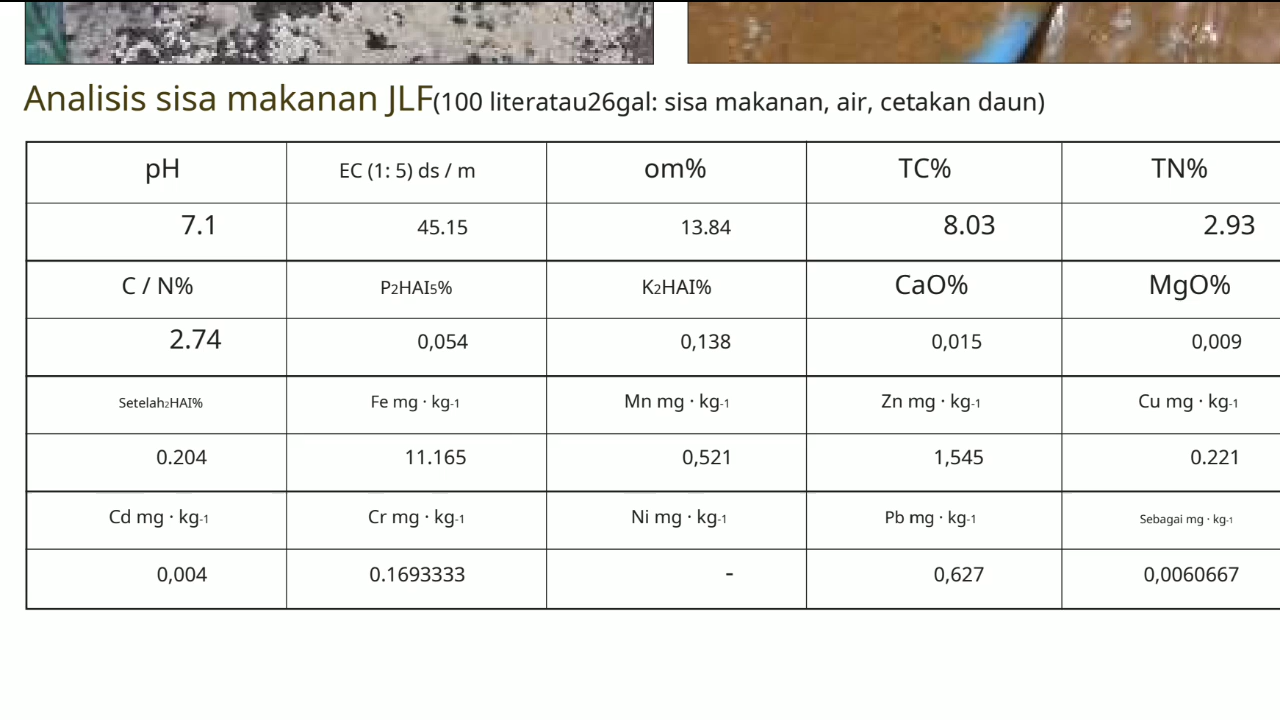 Analisis sisa makanan JLF(100 literatau26gal: sisa makanan, air, cetakan daun)
pH EC (1: 5) ds / m om% TC% TN%
7.1 45.15 13.84 8.03 2.93
C / N% P2HAI5% K2HAI% CaO% MgO%
2.74 0,054 0,138 0,015 0,009
Setelah2HAI% Fe mg · kg-1 Mn mg · kg-1 Zn mg · kg-1 Cu mg · kg-1
0.204 11.165 0,521 1,545 0.221
Cd mg · kg-1 Cr mg · kg-1 Ni mg · kg-1 Pb mg · kg-1 Sebagai mg · kg-1
0,004 0.1693333 - 0,627 0,0060667